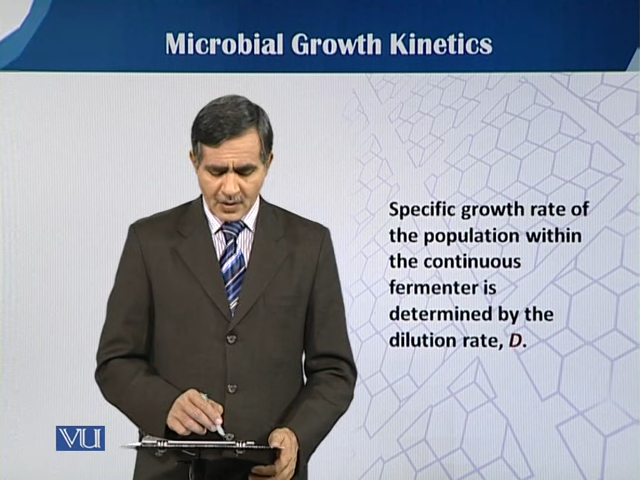 Microbial Growth Kinetics
Specific growth rate of
the population within
the continuous
fermenter is
determined by the
dilution rate, D.
VU